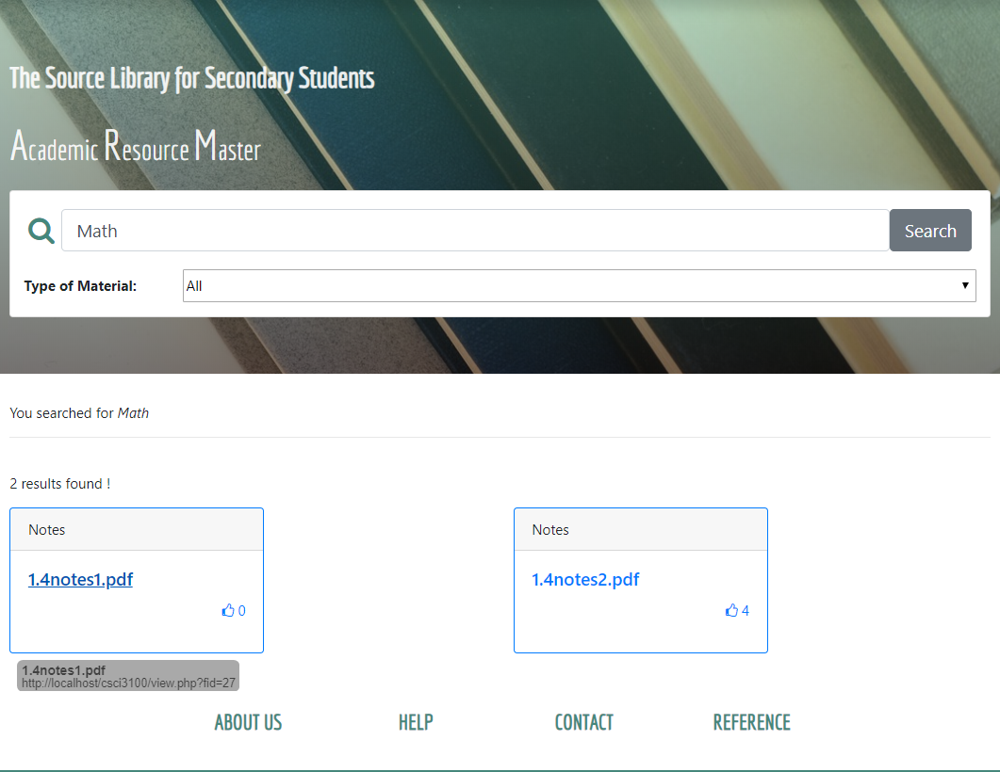 The Source Library for Secondary Students
Academic Resource Master
Math
Search
Type of Material:
All
You searched for Math
2 results found !
Notes
1.4notes1.pdf
0
Notes
1.4notes2.pdf
4
1.4notes1.pdf
http://localhost/csci3100/view.php?fid=27
ABOUT US
HELP
CONTACT
REFERENCE